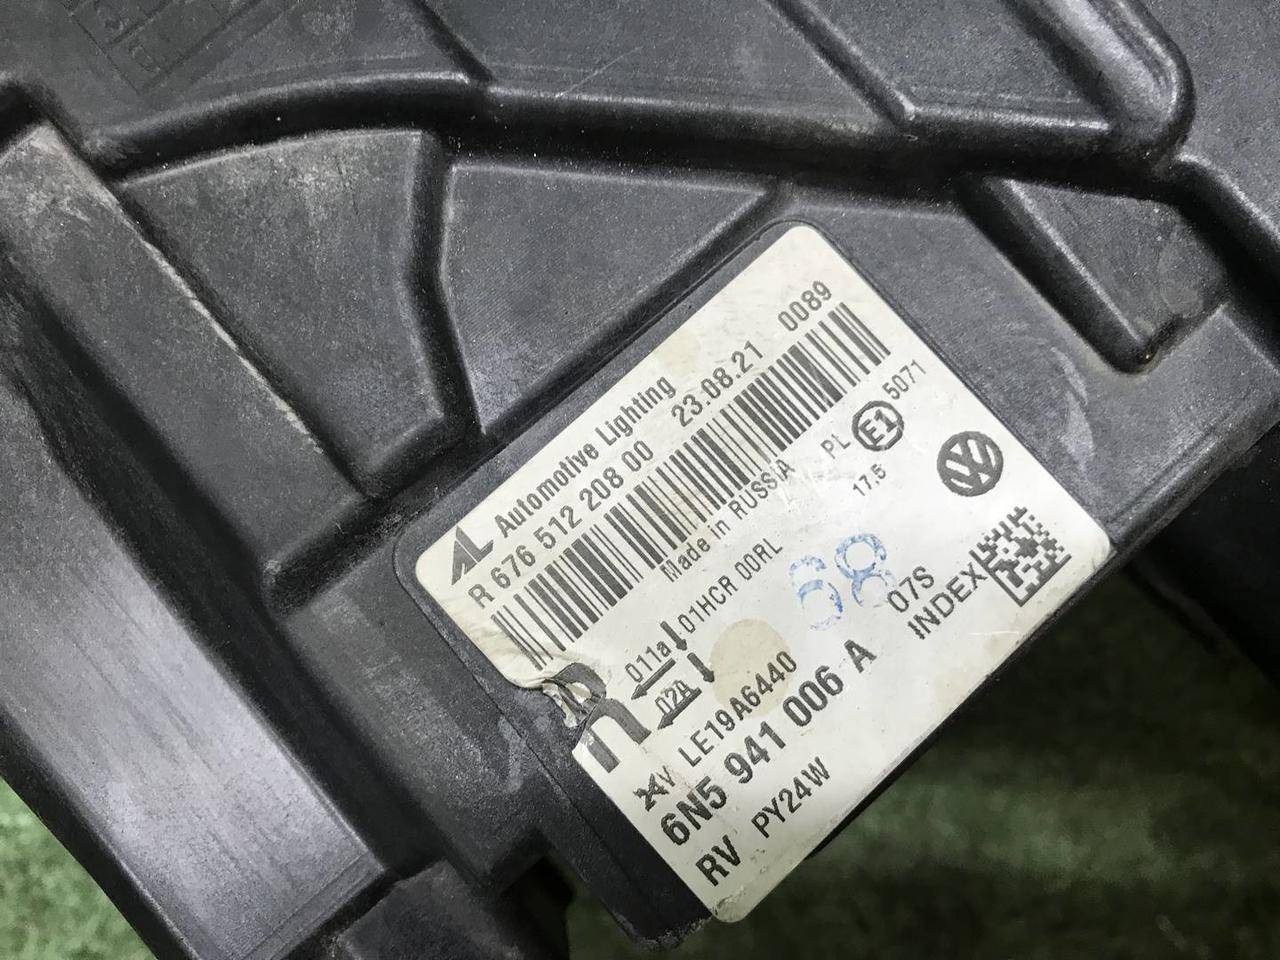 AL Automotive Lighting
R 676 512 208 00 23.08.21 0089
Made in RUSSIA PL E1 5071
17.5
011a 01HCR 00RL
02A
R
68
07S
INDEX
LE19A6440
6N5 941 006 A
RV PY24W